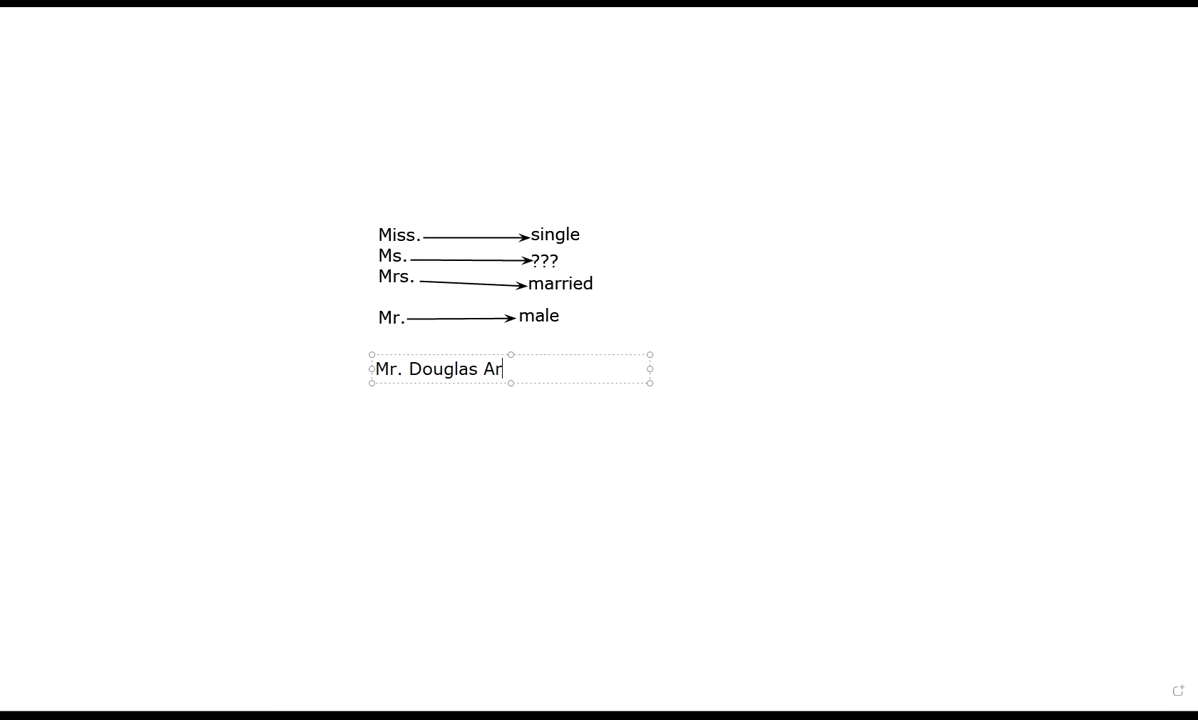 Miss. single
Ms. ???
Mrs. married
Mr. male
Mr. Douglas Ar